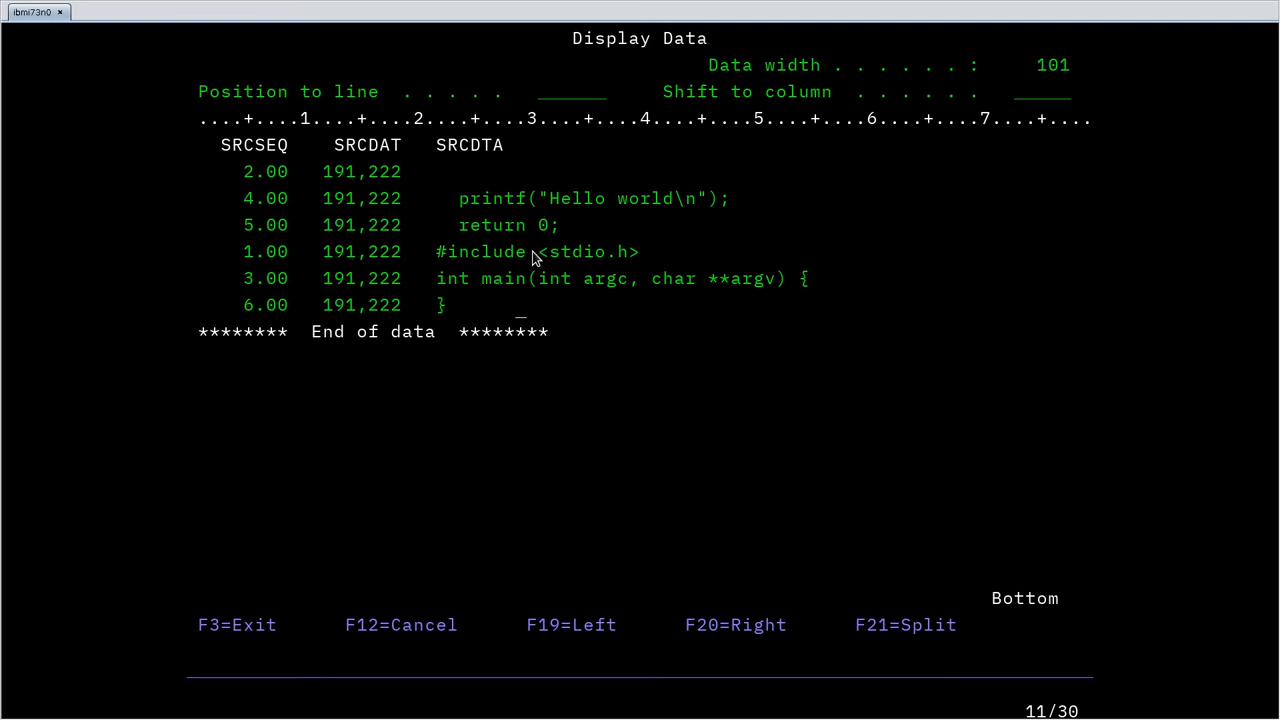 ibmi73n0 ×
Display Data
Data width . . . . . . : 101
Position to line . . . . . ______ Shift to column . . . . . . _____
....+....1....+....2....+....3....+....4....+....5....+....6....+....7....+....
SRCSEQ SRCDAT SRCDTA
2.00 191,222
4.00 191,222 printf("Hello world\n");
5.00 191,222 return 0;
1.00 191,222 #include <stdio.h>
3.00 191,222 int main(int argc, char **argv) {
6.00 191,222 } _
******** End of data ********
Bottom
F3=Exit F12=Cancel F19=Left F20=Right F21=Split
11/30